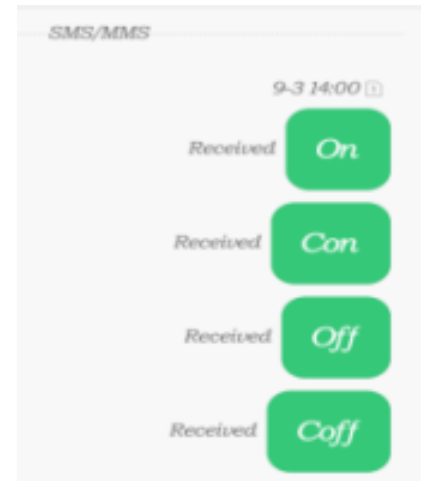 SMS/MMS
9-3 14:00
Received On
Received Con
Received Off
Received Coff